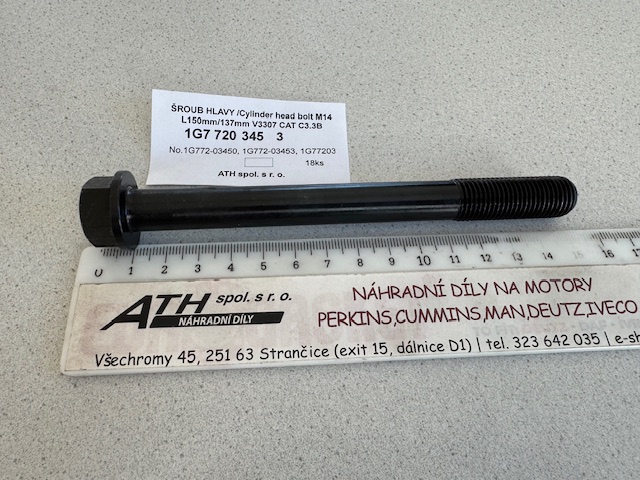 ŠROUB HLAVY /Cylinder head bolt M14
L150mm/137mm V3307 CAT C3.3B
1G7 720 345 3
No.1G772-03450, 1G772-03453, 1G77203
18ks
ATH spol. s r. o.
0 1 2 3 4 5 6 7 8 9 10 11 12 13 14 15 16 17
ATH spol. s r. o.
NÁHRADNÍ DÍLY
NÁHRADNÍ DÍLY NA MOTORY
PERKINS,CUMMINS,MAN,DEUTZ,IVECO
Všechromy 45, 251 63 Strančice (exit 15, dálnice D1) | tel. 323 642 035 | e-sh